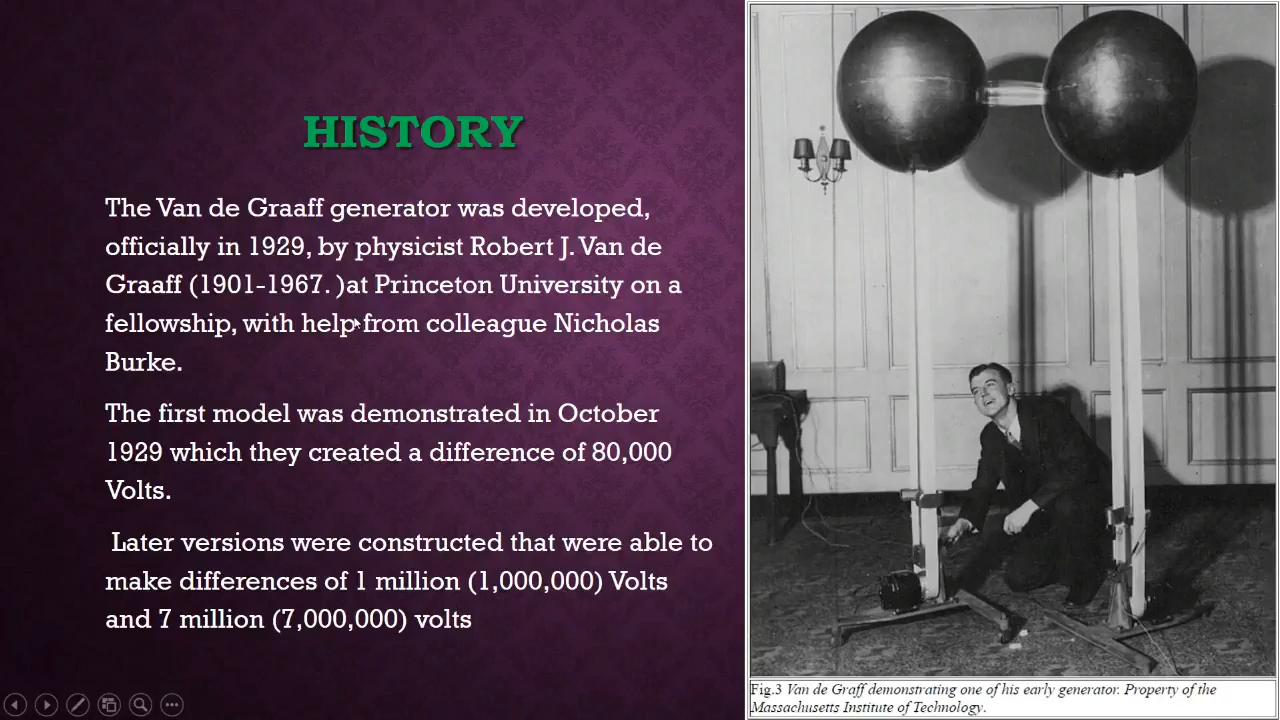 HISTORY
The Van de Graaff generator was developed,
officially in 1929, by physicist Robert J. Van de
Graaff (1901-1967. )at Princeton University on a
fellowship, with help from colleague Nicholas
Burke.
The first model was demonstrated in October
1929 which they created a difference of 80,000
Volts.
Later versions were constructed that were able to
make differences of 1 million (1,000,000) Volts
and 7 million (7,000,000) volts
Fig.3 Van de Graff demonstrating one of his early generator. Property of the
Massachusetts Institute of Technology.